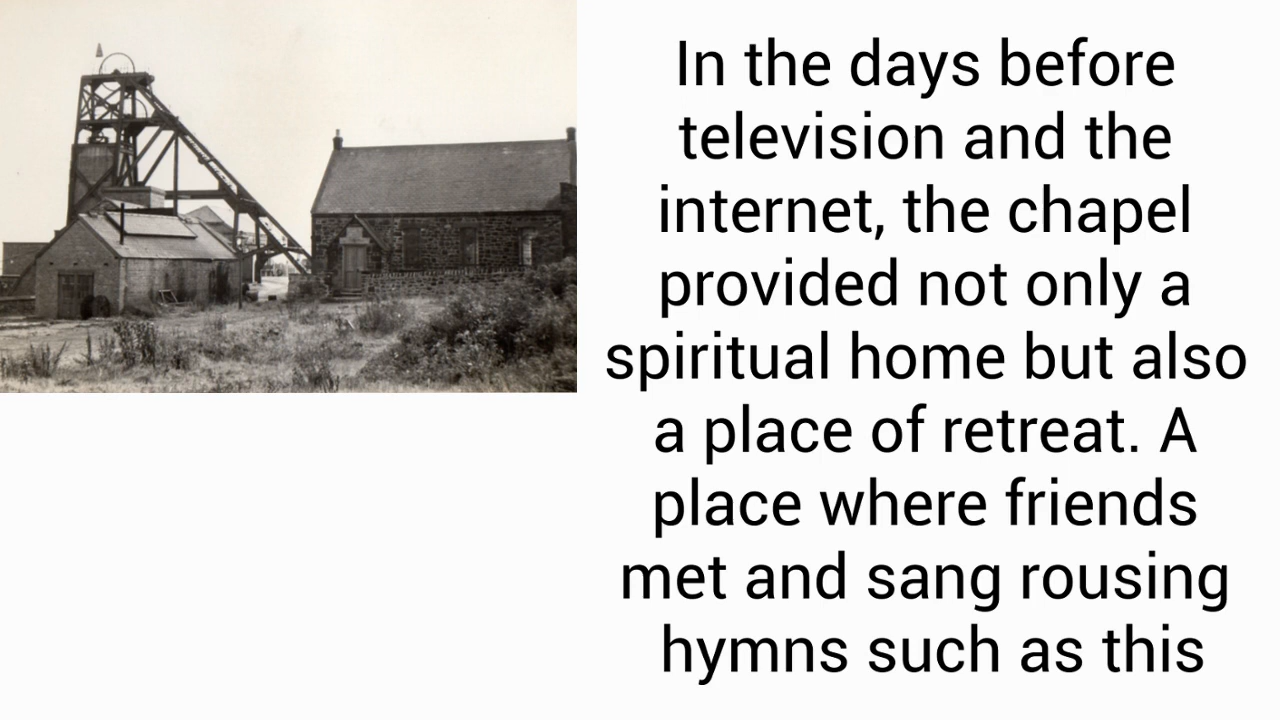 In the days before
television and the
internet, the chapel
provided not only a
spiritual home but also
a place of retreat. A
place where friends
met and sang rousing
hymns such as this